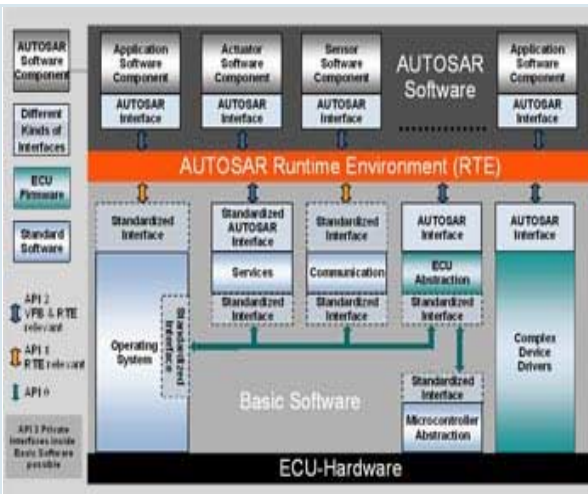 AUTOSAR
Software
Component
Different
Kinds of
Interfaces
ECU
Firmware
Standard
Software
API 2
VFB & RTE
relevant
API 1
RTE relevant
API 0
API 3 Private
Interfaces inside
Basic Software
possible
Application
Software
Component
AUTOSAR
Interface
Actuator
Software
Component
AUTOSAR
Interface
Sensor
Software
Component
AUTOSAR
Interface
AUTOSAR
Software
Application
Software
Component
AUTOSAR
Interface
AUTOSAR Runtime Environment (RTE)
Standardized
Interface
Operating
System
Standardized
Interface
Standardized
AUTOSAR
Interface
Services
Standardized
Interface
Standardized
Interface
Communication
Standardized
Interface
AUTOSAR
Interface
ECU
Abstraction
Standardized
Interface
Standardized
Interface
Microcontroller
Abstraction
AUTOSAR
Interface
Complex
Device
Drivers
Basic Software
ECU-Hardware